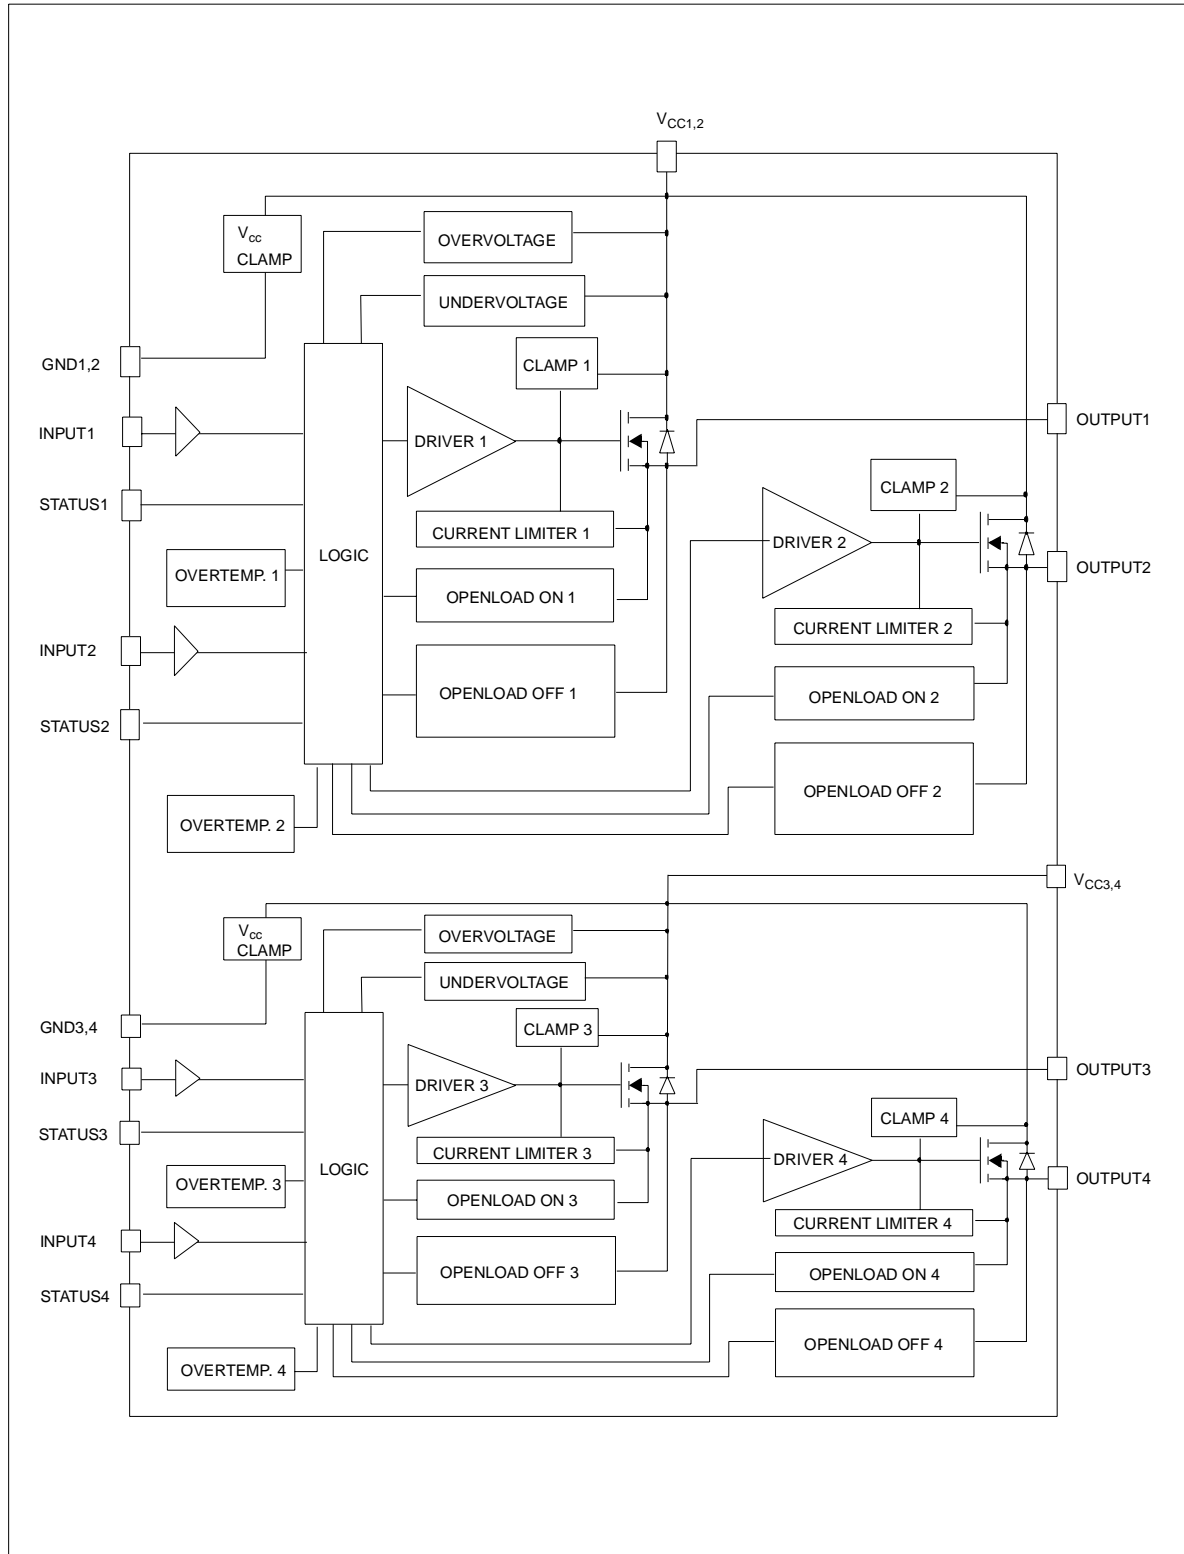 VCC1,2
Vcc
CLAMP
OVERVOLTAGE
UNDERVOLTAGE
GND1,2
CLAMP 1
INPUT1
DRIVER 1
OUTPUT1
STATUS1
CLAMP 2
CURRENT LIMITER 1
LOGIC
DRIVER 2
OVERTEMP. 1
OUTPUT2
OPENLOAD ON 1
CURRENT LIMITER 2
INPUT2
OPENLOAD OFF 1
OPENLOAD ON 2
STATUS2
OPENLOAD OFF 2
OVERTEMP. 2
VCC3,4
Vcc
CLAMP
OVERVOLTAGE
UNDERVOLTAGE
GND3,4
CLAMP 3
INPUT3
DRIVER 3
OUTPUT3
STATUS3
CLAMP 4
CURRENT LIMITER 3
LOGIC
DRIVER 4
OVERTEMP. 3
OUTPUT4
OPENLOAD ON 3
CURRENT LIMITER 4
INPUT4
OPENLOAD OFF 3
OPENLOAD ON 4
STATUS4
OPENLOAD OFF 4
OVERTEMP. 4